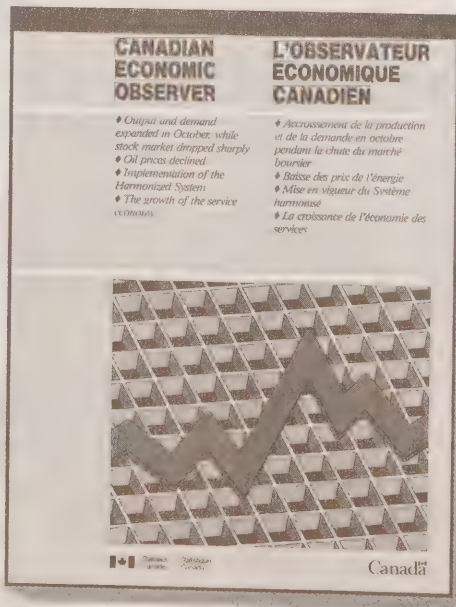 CANADIAN
ECONOMIC
OBSERVER
♦ Output and demand
expanded in October, while
stock market dropped sharply
♦ Oil prices declined
♦ Implementation of the
Harmonized System
♦ The growth of the service
economy
L'OBSERVATEUR
ÉCONOMIQUE
CANADIEN
♦ Accroissement de la production
et de la demande en octobre
pendant la chute du marché
boursier
♦ Baisse des prix de l'énergie
♦ Mise en vigueur du Système
harmonisé
♦ La croissance de l'économie des
services
Canada